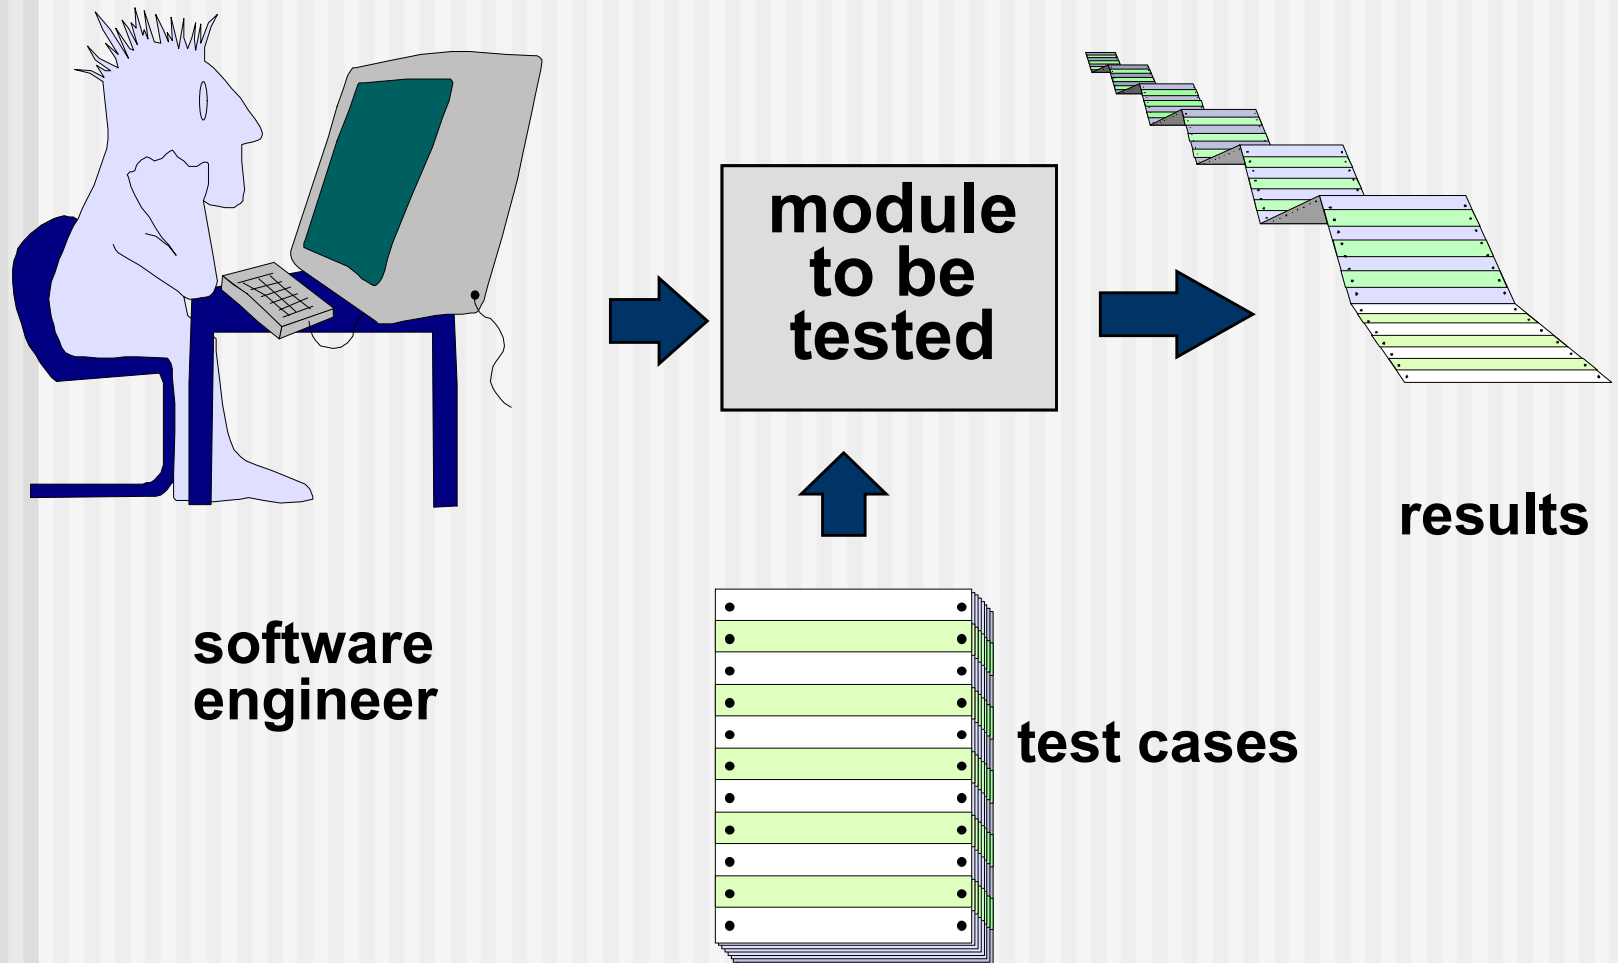 module
to be
tested
results
software
engineer
test cases